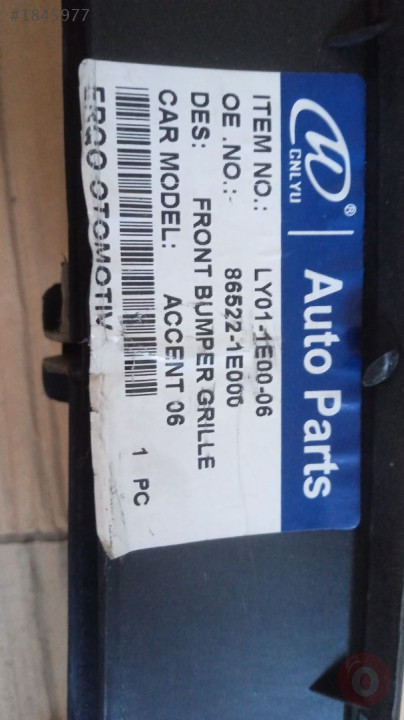 #1845977
CNLYU ® | Auto Parts
ITEM NO.: LY01-1E00-06
OE .NO.: 86522-1E000
DES: FRONT BUMPER GRILLE
CAR MODEL: ACCENT 06
1 PC
ERGO OTOMOTIV